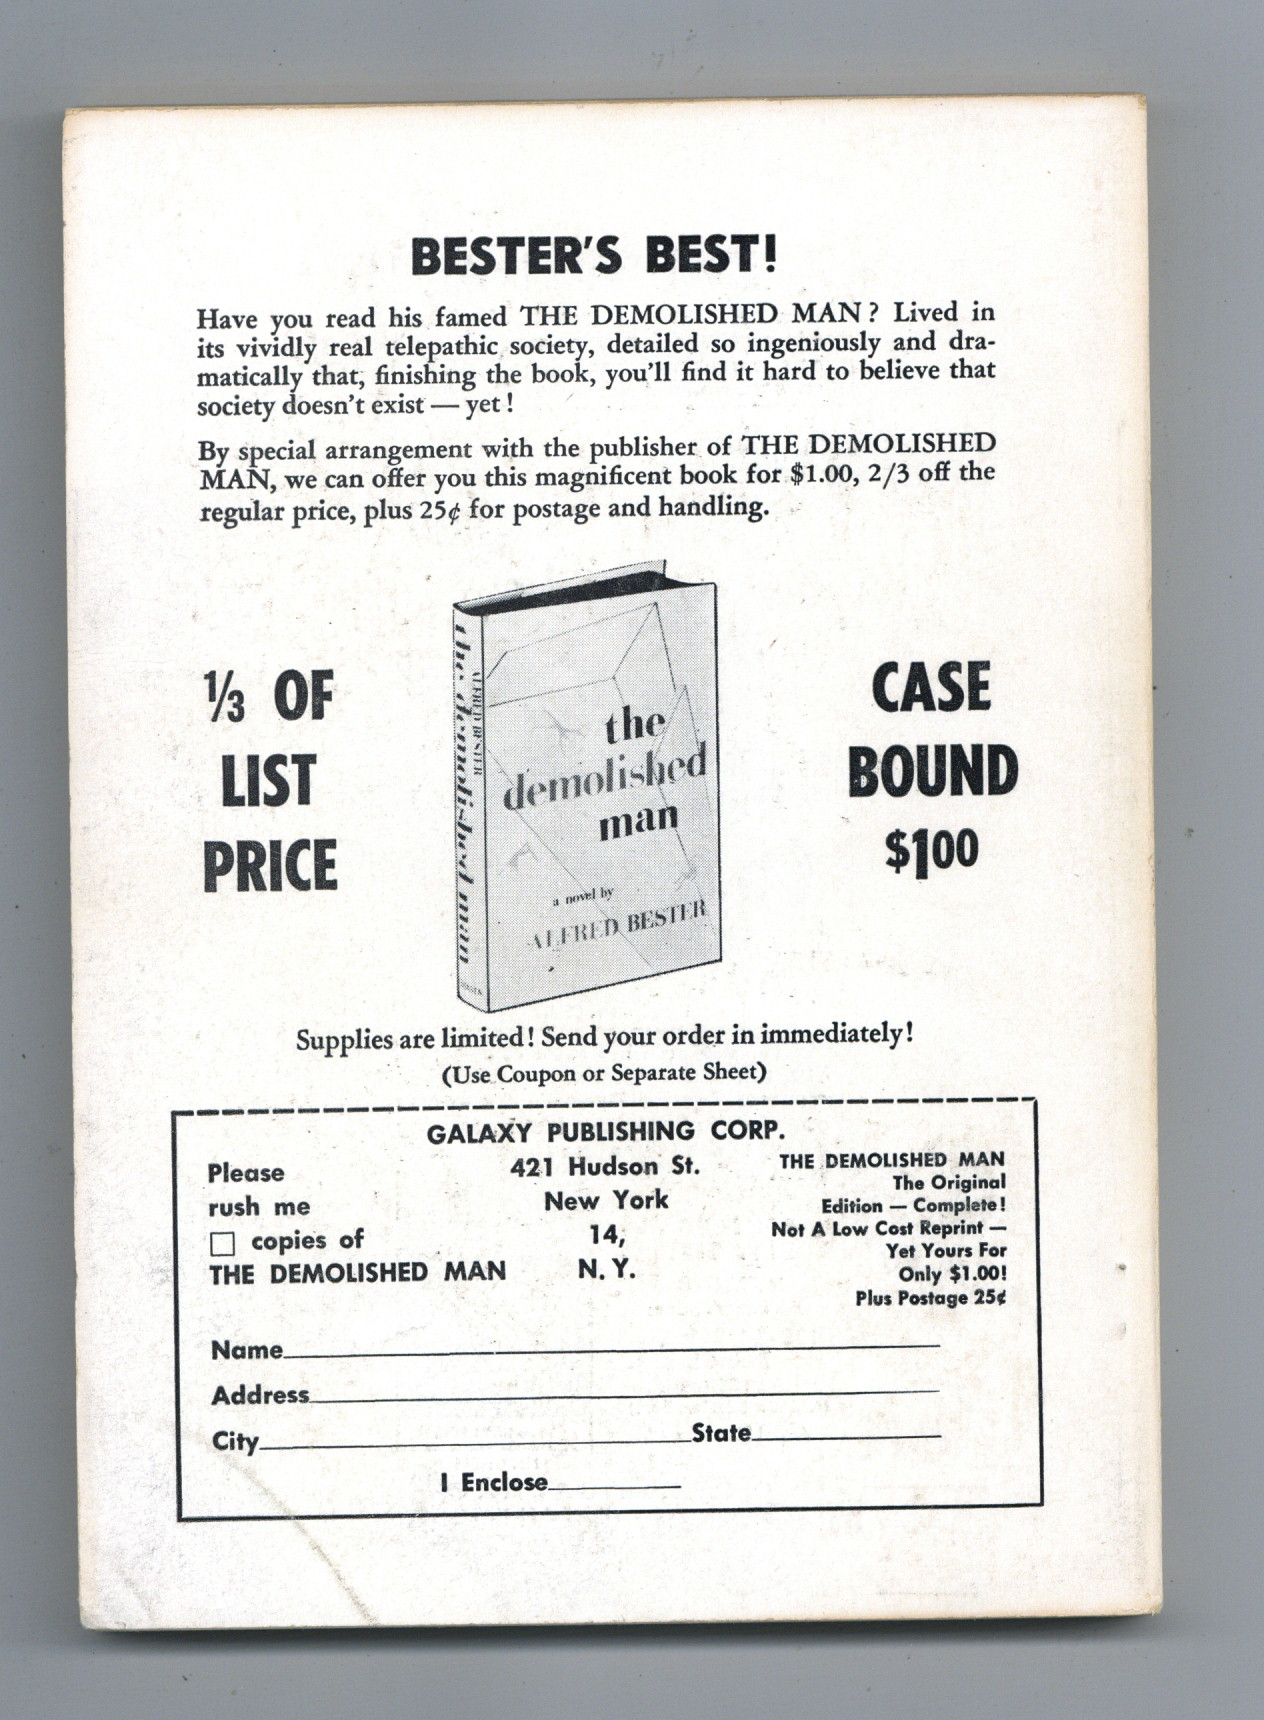 BESTER'S BEST!
Have you read his famed THE DEMOLISHED MAN? Lived in
its vividly real telepathic society, detailed so ingeniously and dra-
matically that, finishing the book, you'll find it hard to believe that
society doesn't exist — yet!
By special arrangement with the publisher of THE DEMOLISHED
MAN, we can offer you this magnificent book for $1.00, 2/3 off the
regular price, plus 25¢ for postage and handling.
⅓ OF
LIST
PRICE
the demolished man
ALFRED BESTER
the
demolished
man
a novel by
ALFRED BESTER
CASE
BOUND
$100
Supplies are limited! Send your order in immediately!
(Use Coupon or Separate Sheet)
GALAXY PUBLISHING CORP.
421 Hudson St.
New York
14,
N. Y.
Please
rush me
copies of
THE DEMOLISHED MAN
THE DEMOLISHED MAN
The Original
Edition — Complete!
Not A Low Cost Reprint —
Yet Yours For
Only $1.00!
Plus Postage 25¢
Name
Address
City State
I Enclose